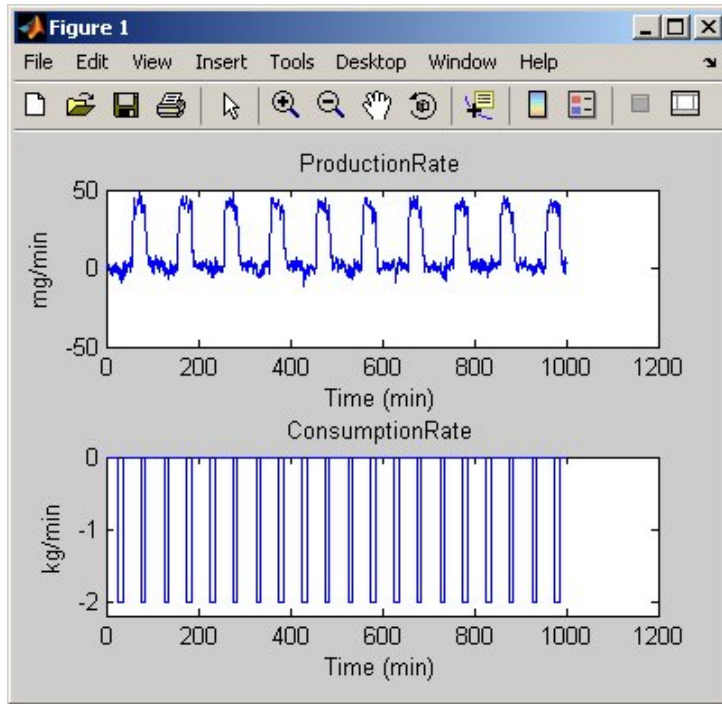 Figure 1
File Edit View Insert Tools Desktop Window Help
ProductionRate
50
0
-50
mg/min
0 200 400 600 800 1000 1200
Time (min)
ConsumptionRate
0
-1
-2
kg/min
0 200 400 600 800 1000 1200
Time (min)